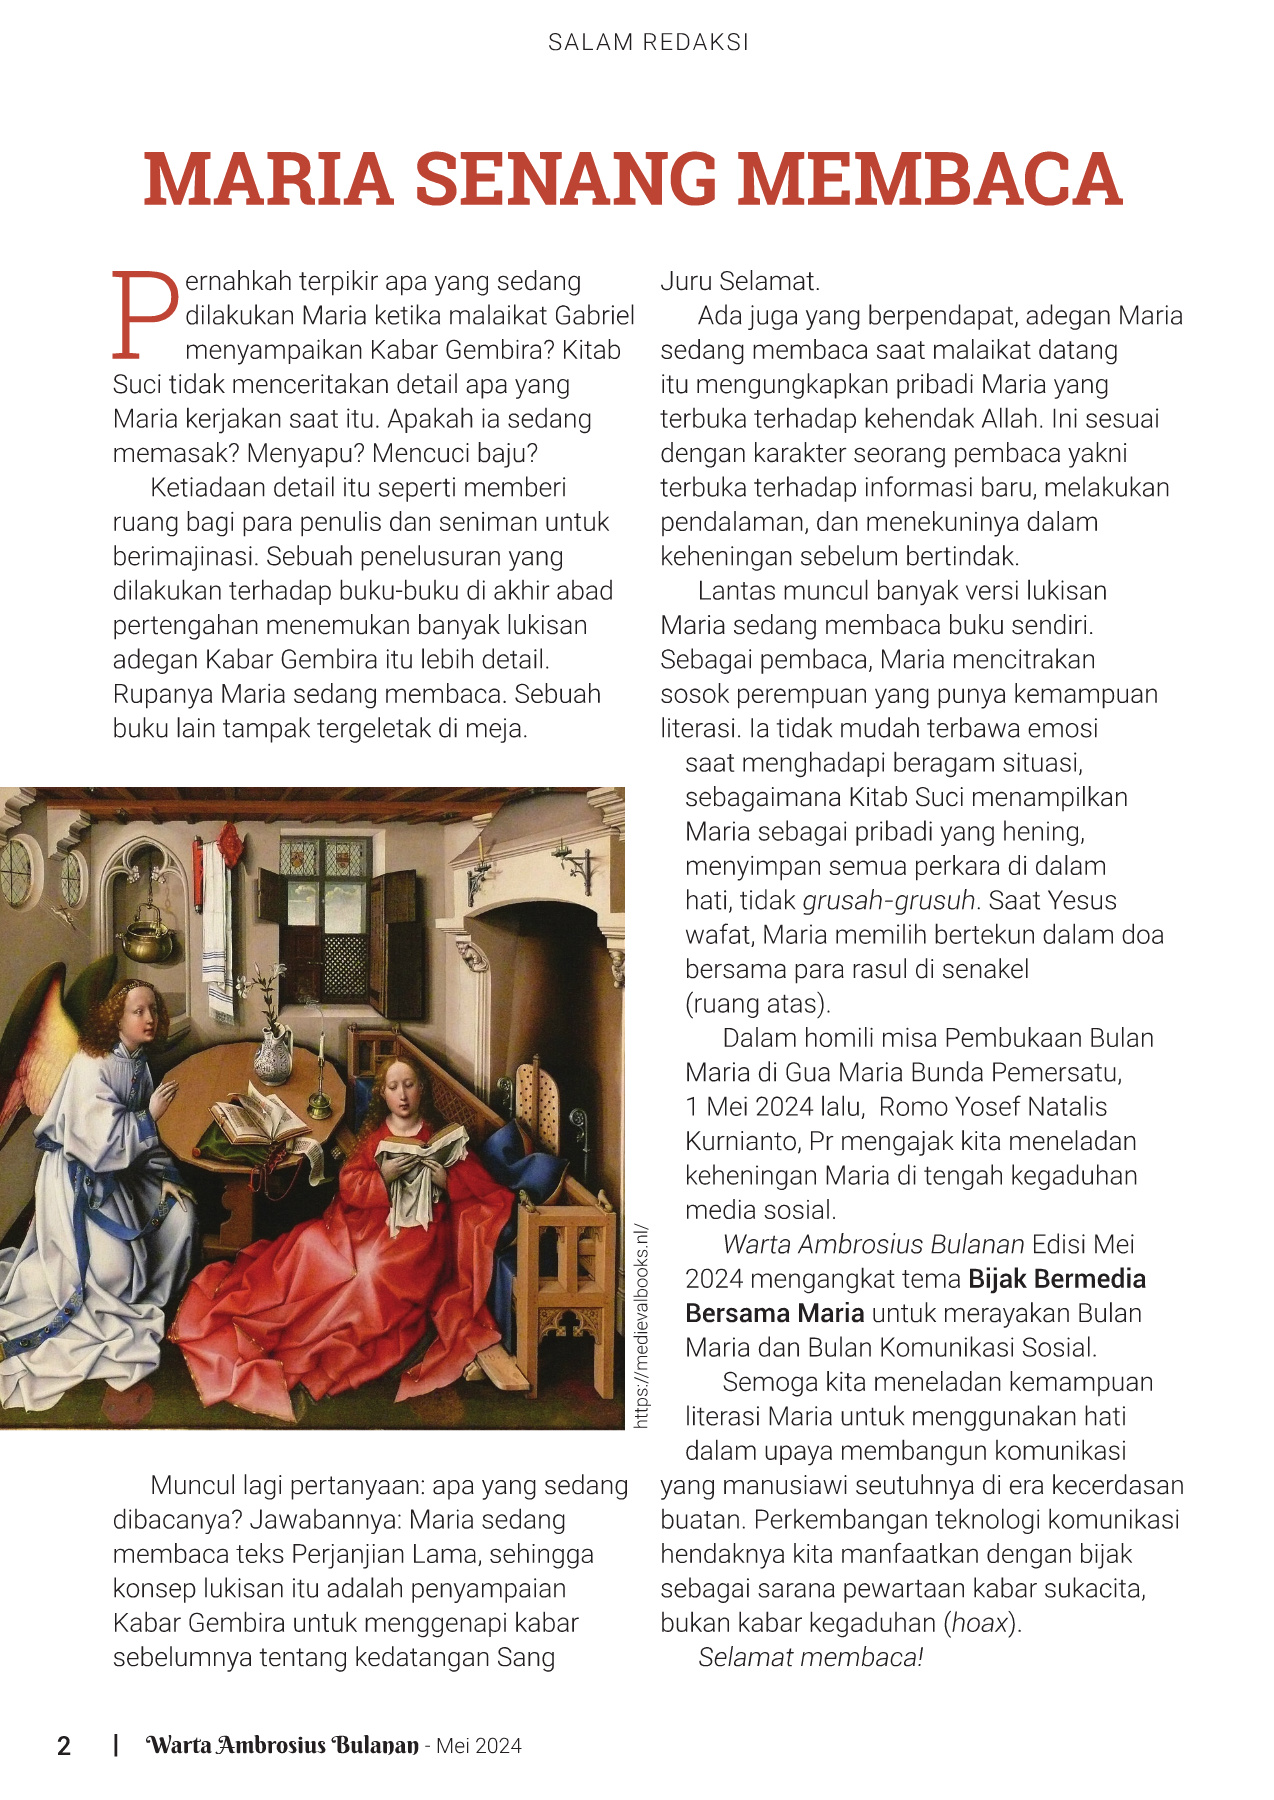 SALAM REDAKSI
MARIA SENANG MEMBACA
Pernahkah terpikir apa yang sedang
dilakukan Maria ketika malaikat Gabriel
menyampaikan Kabar Gembira? Kitab
Suci tidak menceritakan detail apa yang
Maria kerjakan saat itu. Apakah ia sedang
memasak? Menyapu? Mencuci baju?
Ketiadaan detail itu seperti memberi
ruang bagi para penulis dan seniman untuk
berimajinasi. Sebuah penelusuran yang
dilakukan terhadap buku-buku di akhir abad
pertengahan menemukan banyak lukisan
adegan Kabar Gembira itu lebih detail.
Rupanya Maria sedang membaca. Sebuah
buku lain tampak tergeletak di meja.
https://medievalbooks.nl/
Muncul lagi pertanyaan: apa yang sedang
dibacanya? Jawabannya: Maria sedang
membaca teks Perjanjian Lama, sehingga
konsep lukisan itu adalah penyampaian
Kabar Gembira untuk menggenapi kabar
sebelumnya tentang kedatangan Sang
Juru Selamat.
Ada juga yang berpendapat, adegan Maria
sedang membaca saat malaikat datang
itu mengungkapkan pribadi Maria yang
terbuka terhadap kehendak Allah. Ini sesuai
dengan karakter seorang pembaca yakni
terbuka terhadap informasi baru, melakukan
pendalaman, dan menekuninya dalam
keheningan sebelum bertindak.
Lantas muncul banyak versi lukisan
Maria sedang membaca buku sendiri.
Sebagai pembaca, Maria mencitrakan
sosok perempuan yang punya kemampuan
literasi. Ia tidak mudah terbawa emosi
saat menghadapi beragam situasi,
sebagaimana Kitab Suci menampilkan
Maria sebagai pribadi yang hening,
menyimpan semua perkara di dalam
hati, tidak grusah-grusuh. Saat Yesus
wafat, Maria memilih bertekun dalam doa
bersama para rasul di senakel
(ruang atas).
Dalam homili misa Pembukaan Bulan
Maria di Gua Maria Bunda Pemersatu,
1 Mei 2024 lalu,  Romo Yosef Natalis
Kurnianto, Pr mengajak kita meneladan
keheningan Maria di tengah kegaduhan
media sosial.
Warta Ambrosius Bulanan Edisi Mei
2024 mengangkat tema Bijak Bermedia
Bersama Maria untuk merayakan Bulan
Maria dan Bulan Komunikasi Sosial.
Semoga kita meneladan kemampuan
literasi Maria untuk menggunakan hati
dalam upaya membangun komunikasi
yang manusiawi seutuhnya di era kecerdasan
buatan. Perkembangan teknologi komunikasi
hendaknya kita manfaatkan dengan bijak
sebagai sarana pewartaan kabar sukacita,
bukan kabar kegaduhan (hoax).
Selamat membaca!
2 | Warta Ambrosius Bulanan - Mei 2024